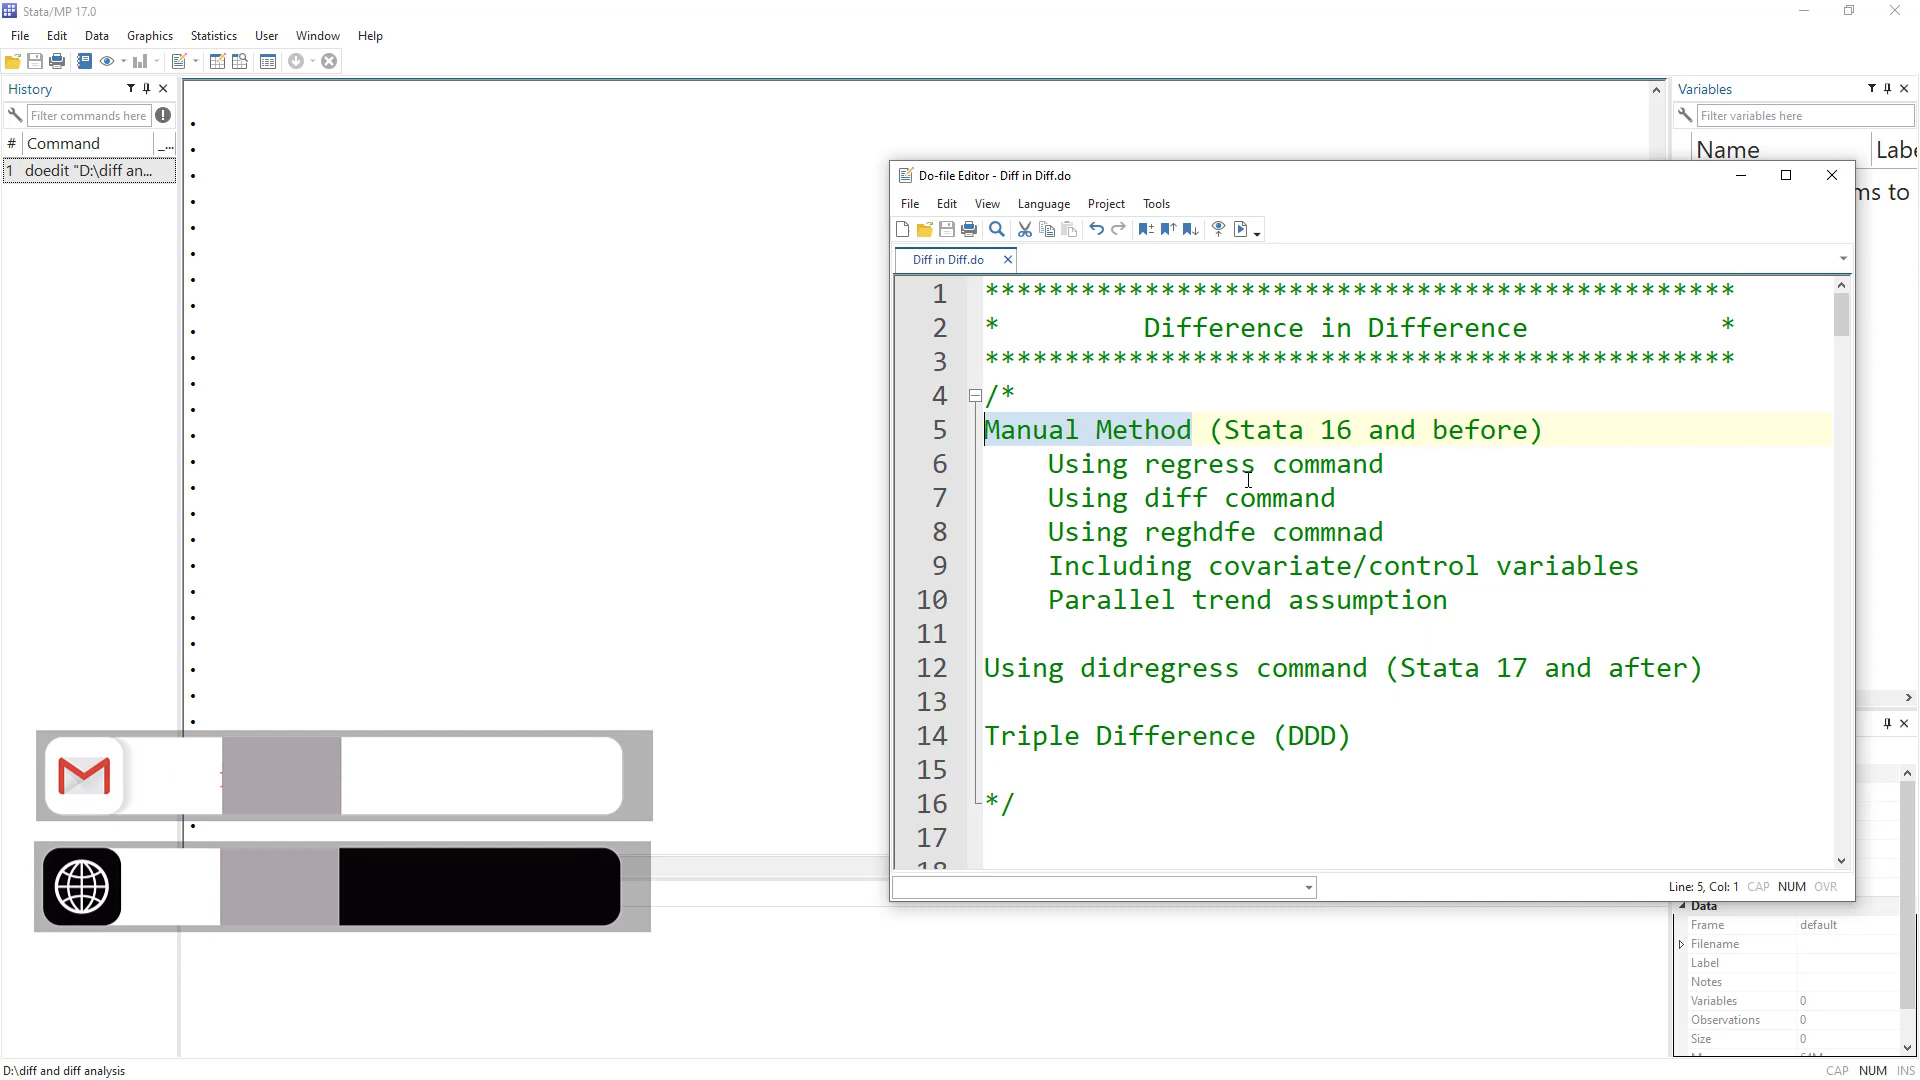 Stata/MP 17.0
File Edit Data Graphics Statistics User Window Help
History
Filter commands here
# Command
1 doedit "D:\diff an...
Variables
Filter variables here
Name
Do-file Editor - Diff in Diff.do
File Edit View Language Project Tools
Diff in Diff.do
1 ***********************************************
2 * Difference in Difference *
3 ***********************************************
4 /*
5 Manual Method (Stata 16 and before)
6 Using regress command
7 Using diff command
8 Using reghdfe commnad
9 Including covariate/control variables
10 Parallel trend assumption
11
12 Using didregress command (Stata 17 and after)
13
14 Triple Difference (DDD)
15
16 */
17
18
Line: 5, Col: 1 CAP NUM OVR
Data
Frame default
Filename
Label
Notes
Variables 0
Observations 0
Size 0
D:\diff and diff analysis
CAP NUM INS